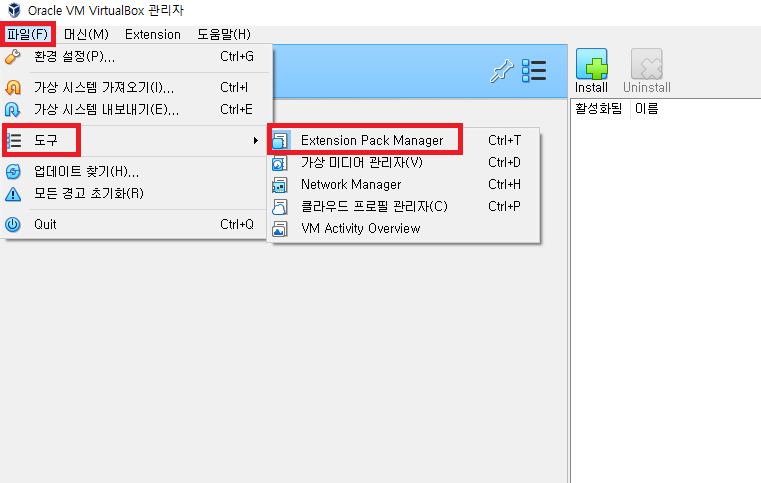 Oracle VM VirtualBox 관리자
파일(F) 머신(M) Extension 도움말(H)
환경 설정(P)... Ctrl+G
가상 시스템 가져오기(I)... Ctrl+I
가상 시스템 내보내기(E)... Ctrl+E
도구
업데이트 찾기(H)...
모든 경고 초기화(R)
Quit Ctrl+Q
Extension Pack Manager Ctrl+T
가상 미디어 관리자(V) Ctrl+D
Network Manager Ctrl+H
클라우드 프로필 관리자(C) Ctrl+P
VM Activity Overview
Install Uninstall
활성화됨 이름